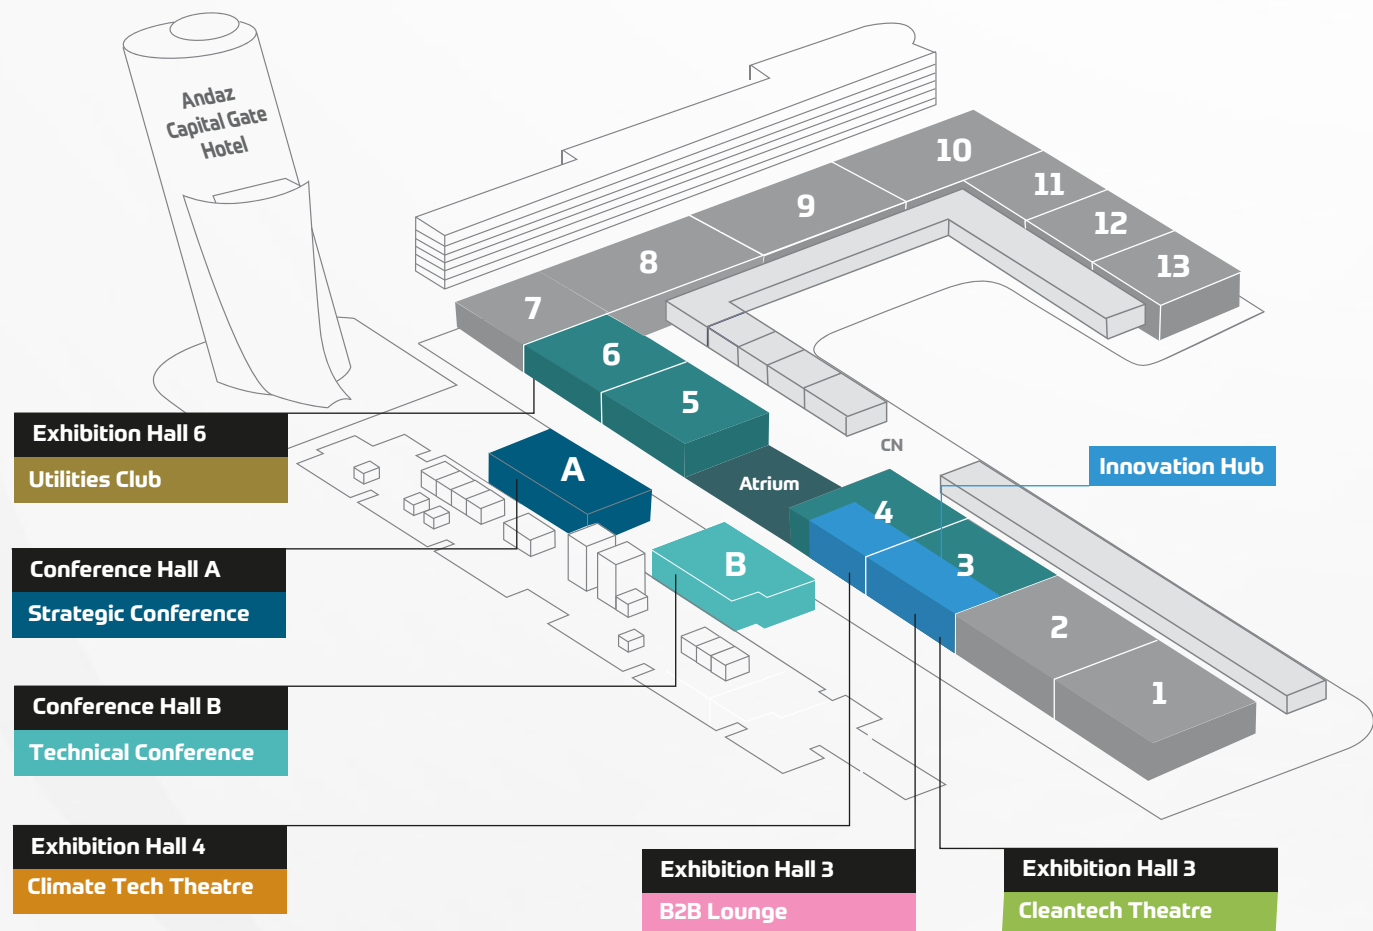 Andaz
Capital Gate
Hotel
10
11
9
12
8
13
7
6
5
CN
Exhibition Hall 6
Utilities Club
Innovation Hub
A
Atrium
4
B
3
Conference Hall A
Strategic Conference
2
1
Conference Hall B
Technical Conference
Exhibition Hall 4
Climate Tech Theatre
Exhibition Hall 3
B2B Lounge
Exhibition Hall 3
Cleantech Theatre